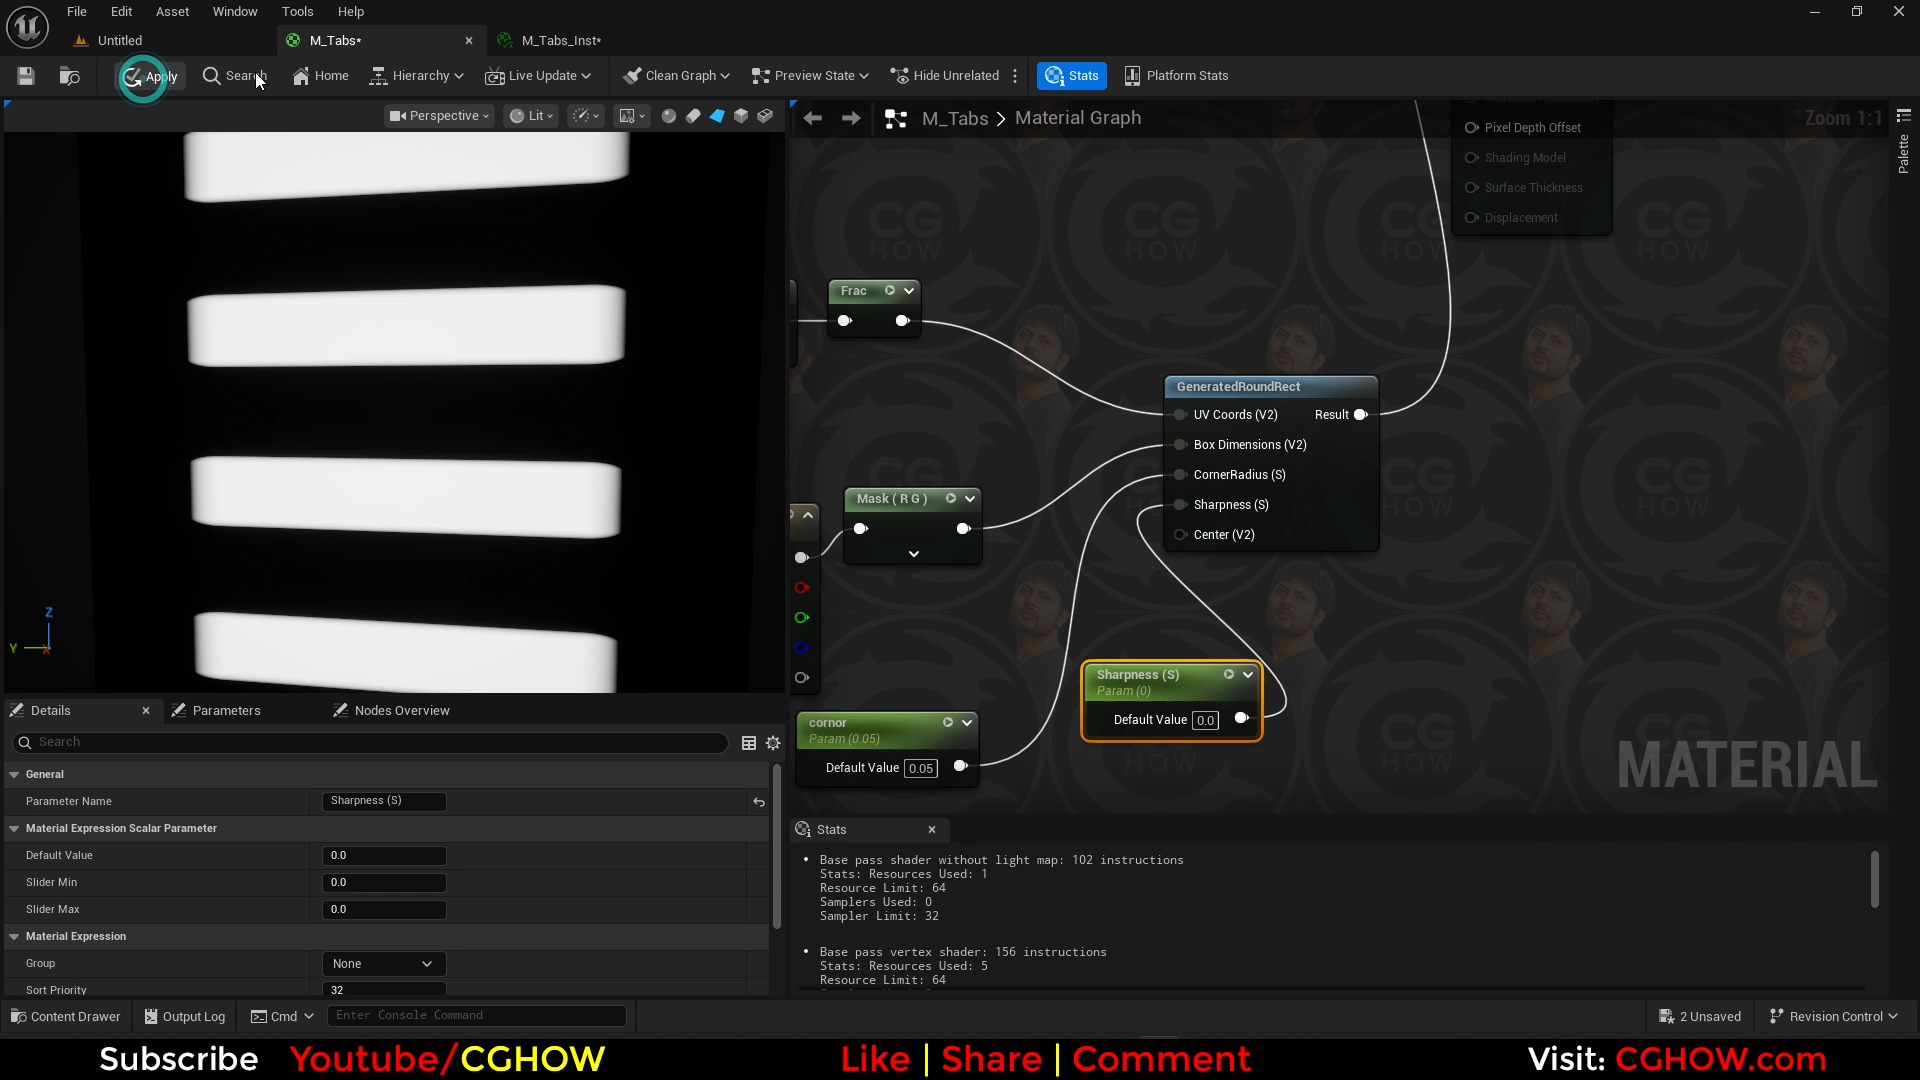 File Edit Asset Window Tools Help
Untitled M_Tabs* M_Tabs_Inst*
Apply Search Home Hierarchy Live Update Clean Graph Preview State Hide Unrelated Stats Platform Stats
Perspective Lit M_Tabs > Material Graph Zoom 1:1
Palette
Pixel Depth Offset
Shading Model
Surface Thickness
Displacement
Frac
GeneratedRoundRect
UV Coords (V2) Result
Box Dimensions (V2)
CornerRadius (S)
Sharpness (S)
Center (V2)
Mask ( R G )
Sharpness (S)
Param (0)
Default Value 0.0
cornor
Param (0.05)
Default Value 0.05
CG
HOW
MATERIAL
Z
Y
X
Details Parameters Nodes Overview
Search
General
Parameter Name Sharpness (S)
Material Expression Scalar Parameter
Default Value 0.0
Slider Min 0.0
Slider Max 0.0
Material Expression
Group None
Sort Priority 32
Stats
Base pass shader without light map: 102 instructions
Stats: Resources Used: 1
Resource Limit: 64
Samplers Used: 0
Sampler Limit: 32
Base pass vertex shader: 156 instructions
Stats: Resources Used: 5
Resource Limit: 64
Content Drawer Output Log Cmd Enter Console Command 2 Unsaved Revision Control
Subscribe Youtube/CGHOW Like | Share | Comment Visit: CGHOW.com